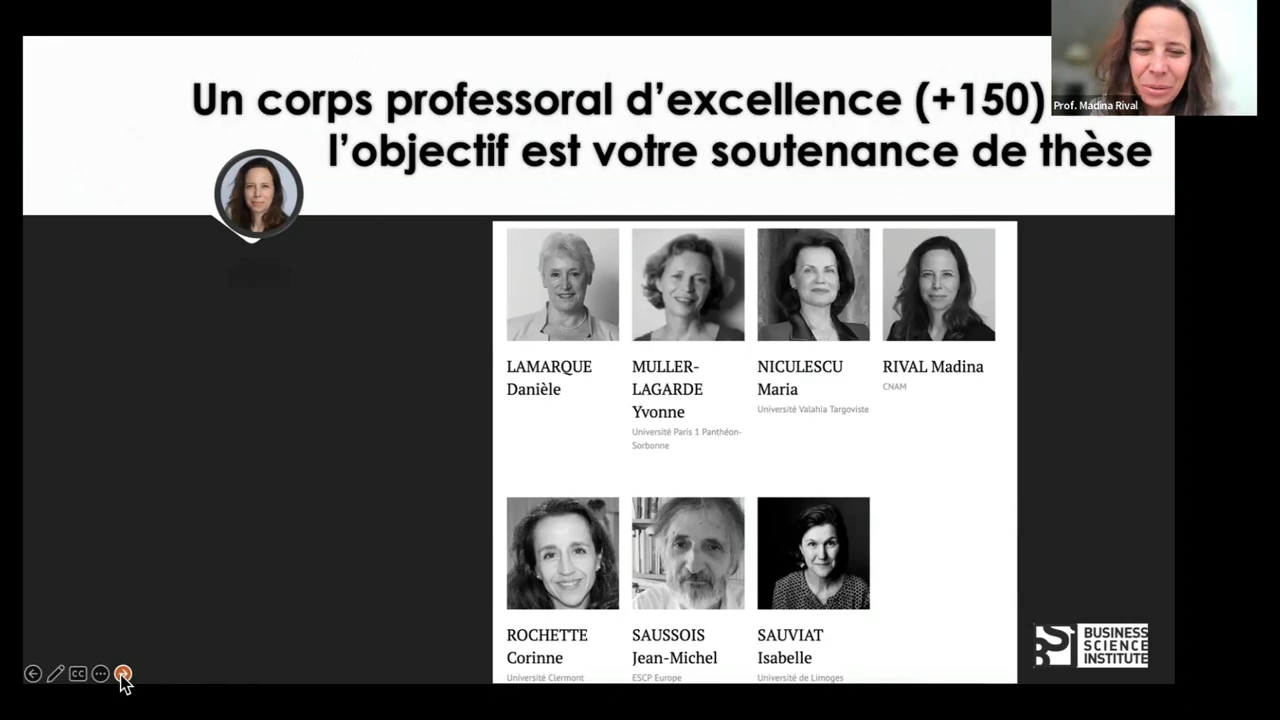 Un corps professoral d’excellence (+150)
l’objectif est votre soutenance de thèse
Prof. Madina Rival
LAMARQUE
Danièle
MULLER-
LAGARDE
Yvonne
Université Paris 1 Panthéon-
Sorbonne
NICULESCU
Maria
Université Valahia Targoviste
RIVAL Madina
CNAM
ROCHETTE
Corinne
Université Clermont
SAUSSOIS
Jean-Michel
ESCP Europe
SAUVIAT
Isabelle
Université de Limoges
BUSINESS
SCIENCE
INSTITUTE
CC